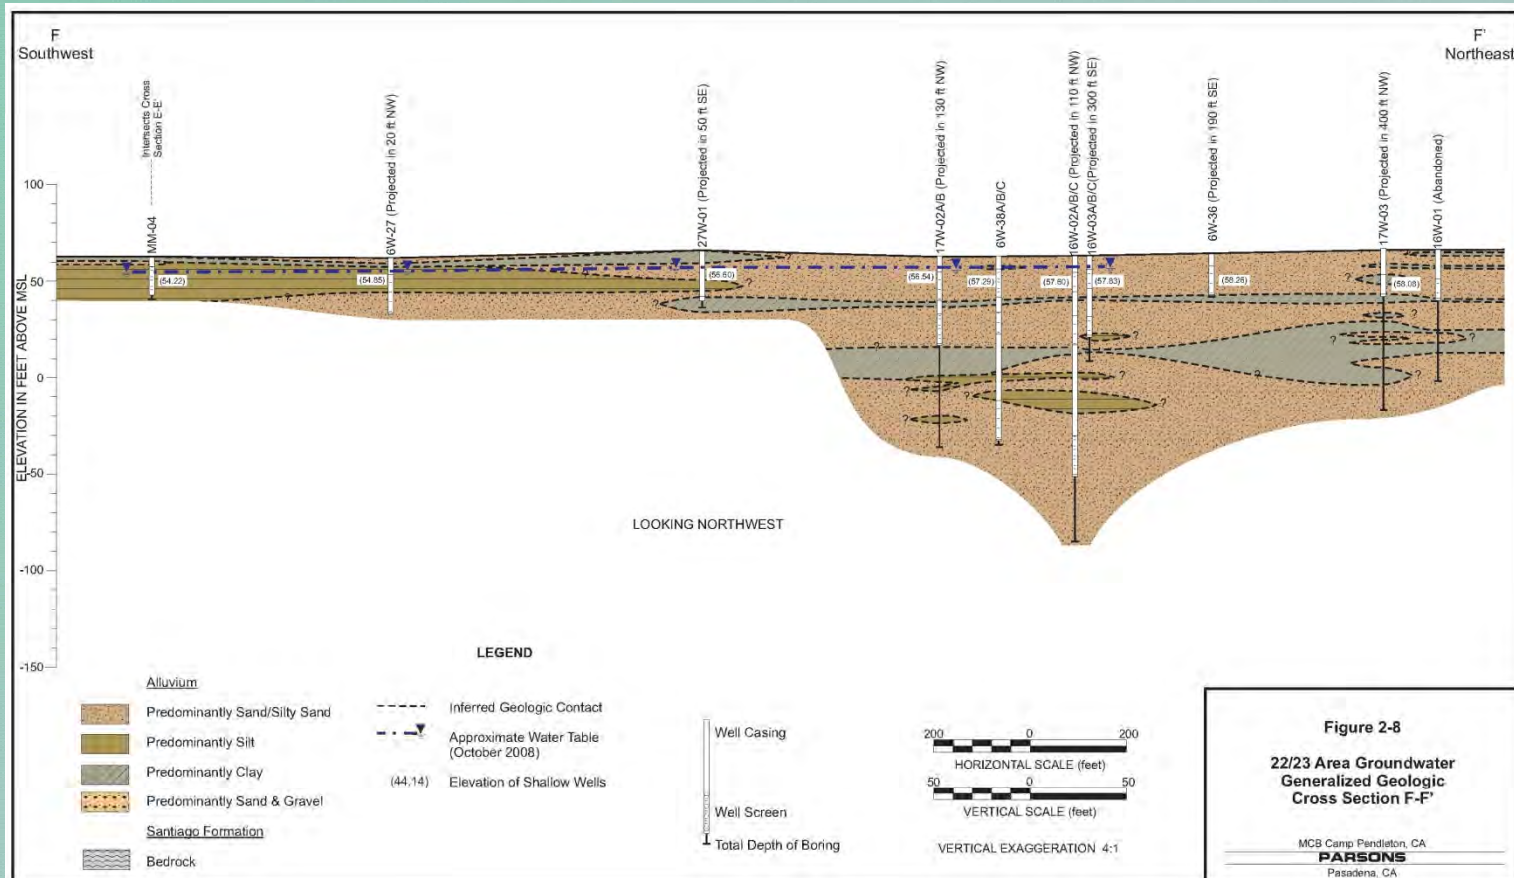 F
Southwest
F'
Northeast
Intersects Cross
Section E-E'
MM-04
6W-27 (Projected in 20 ft NW)
27W-01 (Projected in 50 ft SE)
17W-02A/B (Projected in 130 ft NW)
6W-38A/B/C
16W-02A/B/C (Projected in 110 ft NW)
16W-03A/B/C(Projected in 300 ft SE)
6W-36 (Projected in 190 ft SE)
17W-03 (Projected in 400 ft NW)
16W-01 (Abandoned)
ELEVATION IN FEET ABOVE MSL
100
50
0
-50
-100
-150
(54.22)
(54.85)
(56.60)
(56.54)
(57.29)
(57.60)
(57.83)
(58.26)
(58.08)
? ? ? ? ? ? ? ? ? ? ? ? ? ? ? ? ? ?
LOOKING NORTHWEST
LEGEND
Alluvium
Predominantly Sand/Silty Sand
Predominantly Silt
Predominantly Clay
Predominantly Sand & Gravel
Santiago Formation
Bedrock
Inferred Geologic Contact
Approximate Water Table
(October 2008)
(44.14) Elevation of Shallow Wells
Well Casing
Well Screen
Total Depth of Boring
200 0 200
HORIZONTAL SCALE (feet)
50 0 50
VERTICAL SCALE (feet)
VERTICAL EXAGGERATION 4:1
Figure 2-8
22/23 Area Groundwater
Generalized Geologic
Cross Section F-F'
MCB Camp Pendleton, CA
PARSONS
Pasadena, CA